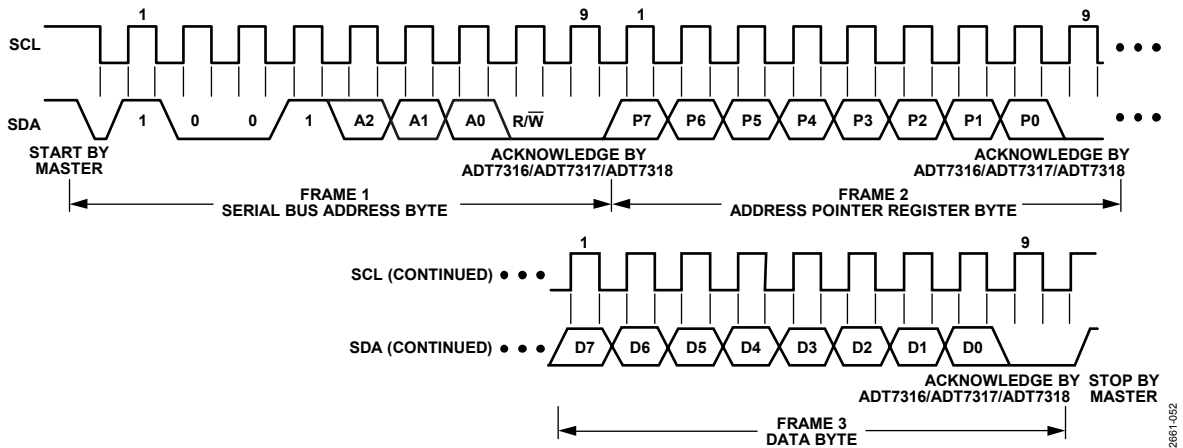 1 9 1 9
SCL
SDA 1 0 0 1 A2 A1 A0 R/W̅ P7 P6 P5 P4 P3 P2 P1 P0
START BY
MASTER
ACKNOWLEDGE BY
ADT7316/ADT7317/ADT7318
ACKNOWLEDGE BY
ADT7316/ADT7317/ADT7318
FRAME 1
SERIAL BUS ADDRESS BYTE
FRAME 2
ADDRESS POINTER REGISTER BYTE
1 9
SCL (CONTINUED)
SDA (CONTINUED) D7 D6 D5 D4 D3 D2 D1 D0
ACKNOWLEDGE BY
ADT7316/ADT7317/ADT7318
STOP BY
MASTER
FRAME 3
DATA BYTE
2661-052